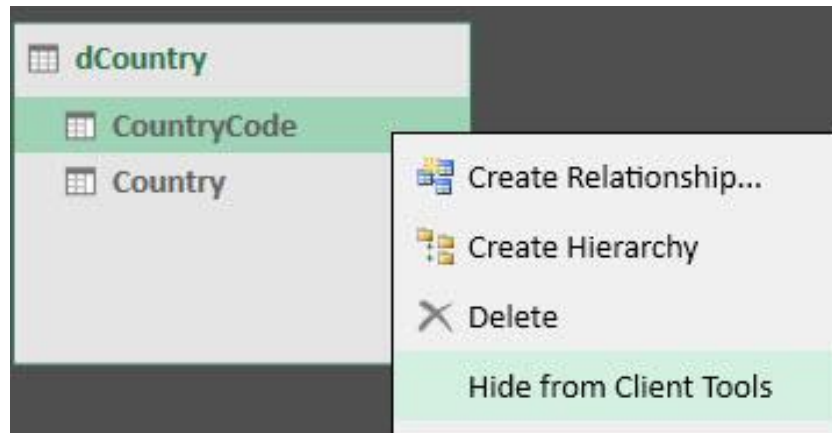 dCountry
CountryCode
Country
Create Relationship...
Create Hierarchy
Delete
Hide from Client Tools